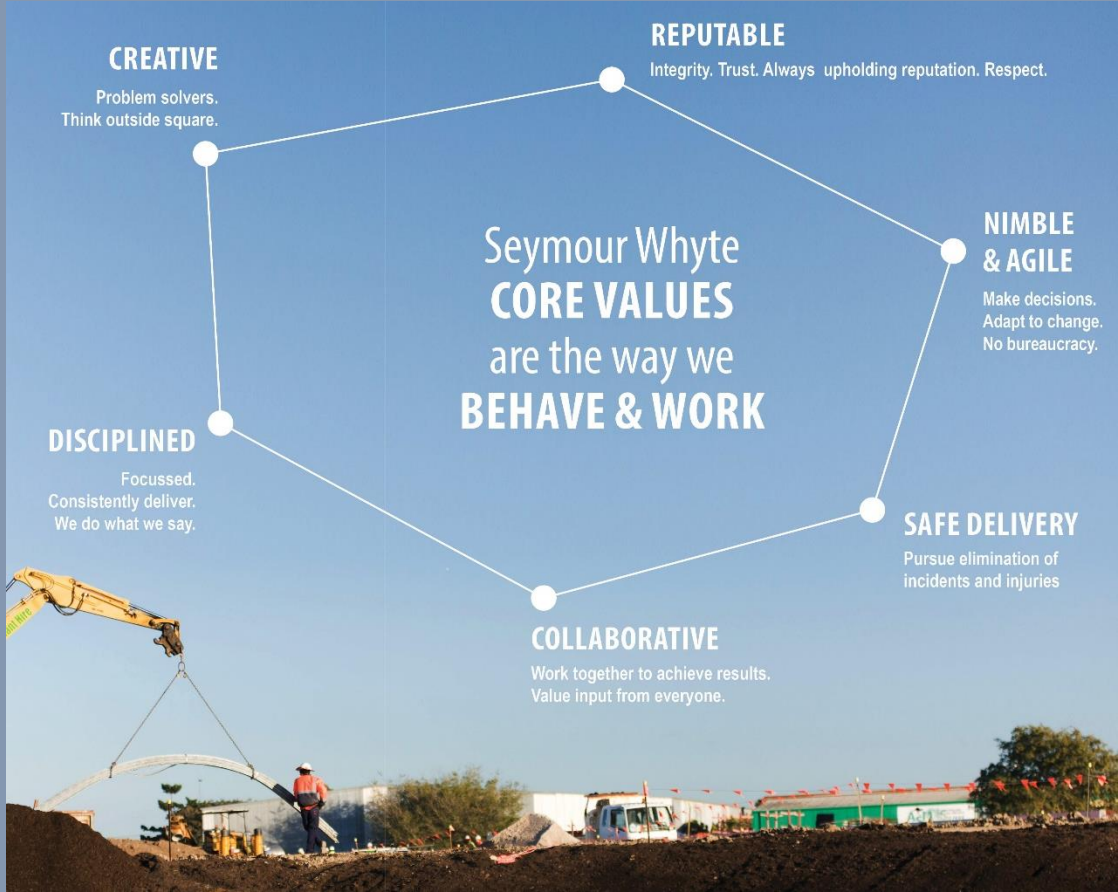 CREATIVE
Problem solvers.
Think outside square.
REPUTABLE
Integrity. Trust. Always upholding reputation. Respect.
NIMBLE
& AGILE
Make decisions.
Adapt to change.
No bureaucracy.
Seymour Whyte
CORE VALUES
are the way we
BEHAVE & WORK
DISCIPLINED
Focussed.
Consistently deliver.
We do what we say.
SAFE DELIVERY
Pursue elimination of
incidents and injuries
COLLABORATIVE
Work together to achieve results.
Value input from everyone.
Hire